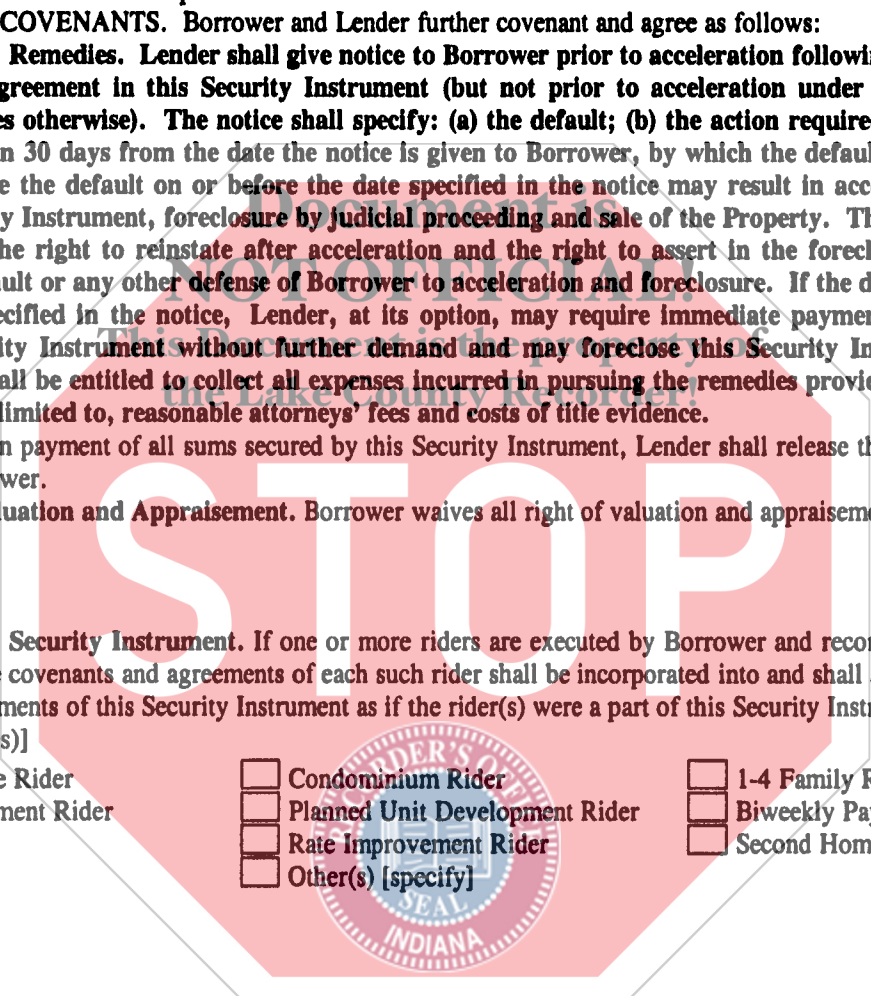 COVENANTS. Borrower and Lender further covenant and agree as follows:
Remedies. Lender shall give notice to Borrower prior to acceleration followin
greement in this Security Instrument (but not prior to acceleration under
es otherwise). The notice shall specify: (a) the default; (b) the action require
n 30 days from the date the notice is given to Borrower, by which the defaul
e the default on or before the date specified in the notice may result in acc
y Instrument, foreclosure by judicial proceeding and sale of the Property. Th
he right to reinstate after acceleration and the right to assert in the forecl
ult or any other defense of Borrower to acceleration and foreclosure. If the d
ecified in the notice, Lender, at its option, may require immediate paymen
ity Instrument without further demand and may foreclose this Security In
all be entitled to collect all expenses incurred in pursuing the remedies provid
limited to, reasonable attorneys' fees and costs of title evidence.
n payment of all sums secured by this Security Instrument, Lender shall release th
wer.
luation and Appraisement. Borrower waives all right of valuation and appraiseme
Security Instrument. If one or more riders are executed by Borrower and recor
e covenants and agreements of each such rider shall be incorporated into and shall
ments of this Security Instrument as if the rider(s) were a part of this Security Instr
s)]
e Rider Condominium Rider 1-4 Family R
ment Rider Planned Unit Development Rider Biweekly Pay
Rate Improvement Rider Second Hom
Other(s) [specify]
Document is
NOT OFFICIAL!
This Document is the property of
the Lake County Recorder!
STOP
RECORDER'S OFFICE
SEAL
INDIANA